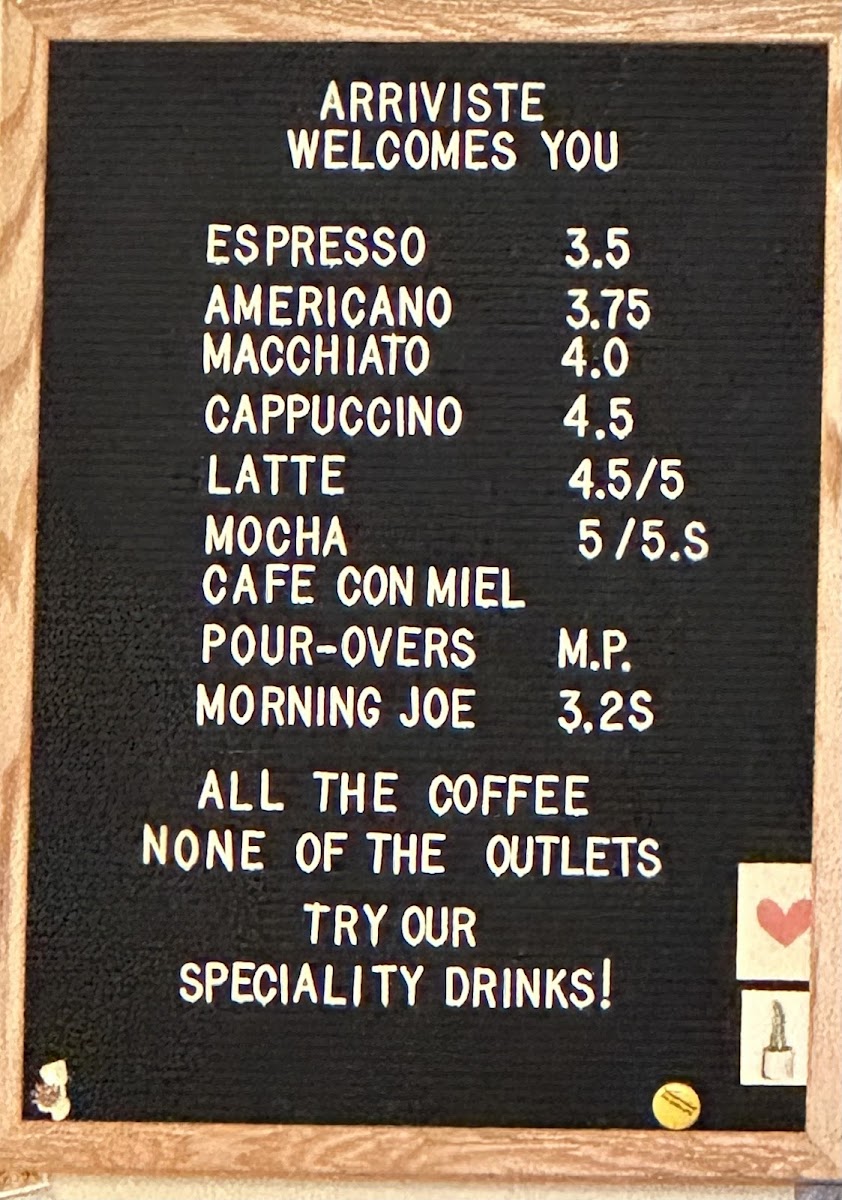 ARRIVISTE
WELCOMES YOU
ESPRESSO 3.5
AMERICANO 3.75
MACCHIATO 4.0
CAPPUCCINO 4.5
LATTE 4.5/5
MOCHA 5/5.S
CAFE CON MIEL
POUR-OVERS M.P.
MORNING JOE 3.2S
ALL THE COFFEE
NONE OF THE OUTLETS
TRY OUR
SPECIALITY DRINKS!